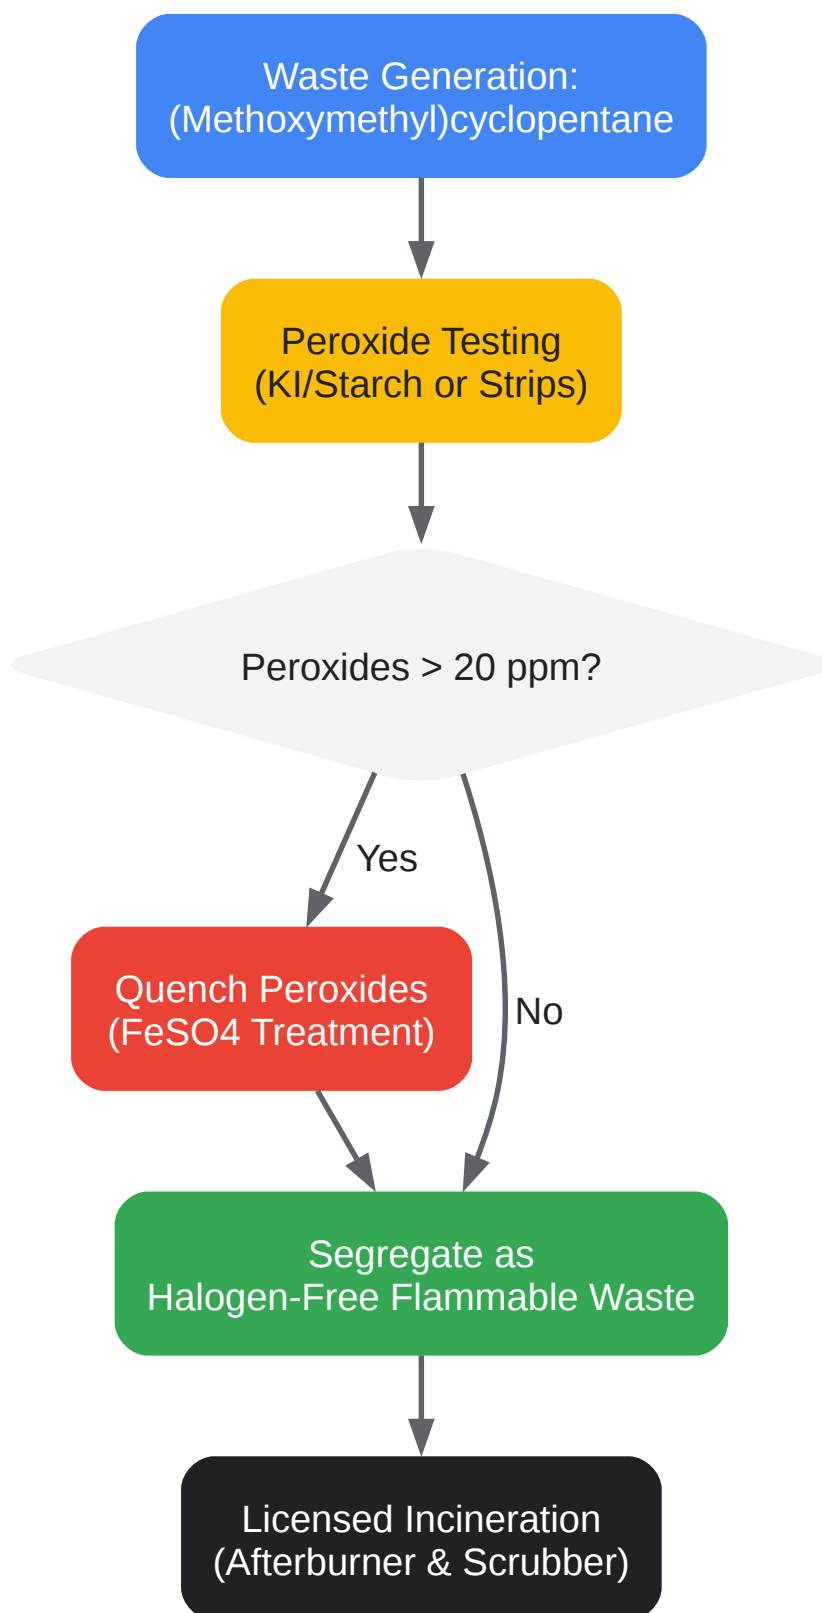 Waste Generation:
(Methoxymethyl)cyclopentane
Peroxide Testing
(KI/Starch or Strips)
Peroxides > 20 ppm?
Yes
Quench Peroxides
(FeSO4 Treatment)
No
Segregate as
Halogen-Free Flammable Waste
Licensed Incineration
(Afterburner & Scrubber)